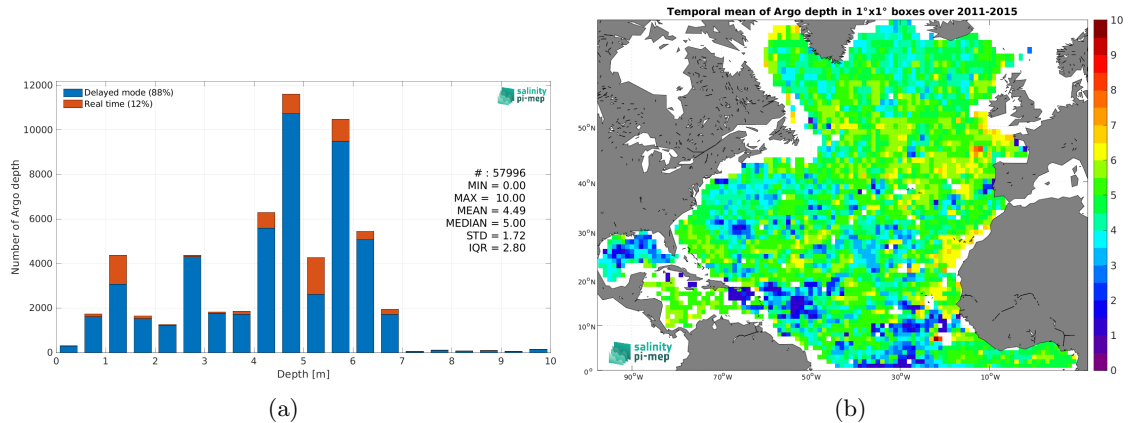 Delayed mode (88%)
Real time (12%)
salinity
pi-mep
# : 57996
MIN = 0.00
MAX = 10.00
MEAN = 4.49
MEDIAN = 5.00
STD = 1.72
IQR = 2.80
Number of Argo depth
12000
10000
8000
6000
4000
2000
0
0 1 2 3 4 5 6 7 8 9 10
Depth [m]
(a)
Temporal mean of Argo depth in 1°x1° boxes over 2011-2015
50°N
40°N
30°N
20°N
10°N
0°
90°W 70°W 50°W 30°W 10°W
salinity
pi-mep
10
9
8
7
6
5
4
3
2
1
0
(b)